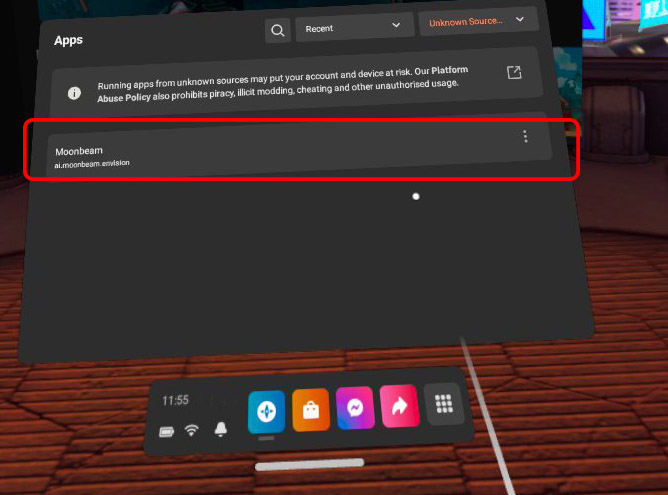 Apps
Recent
Unknown Source...
Running apps from unknown sources may put your account and device at risk. Our Platform
Abuse Policy also prohibits piracy, illicit modding, cheating and other unauthorised usage.
Moonbeam
ai.moonbeam.envision
11:55